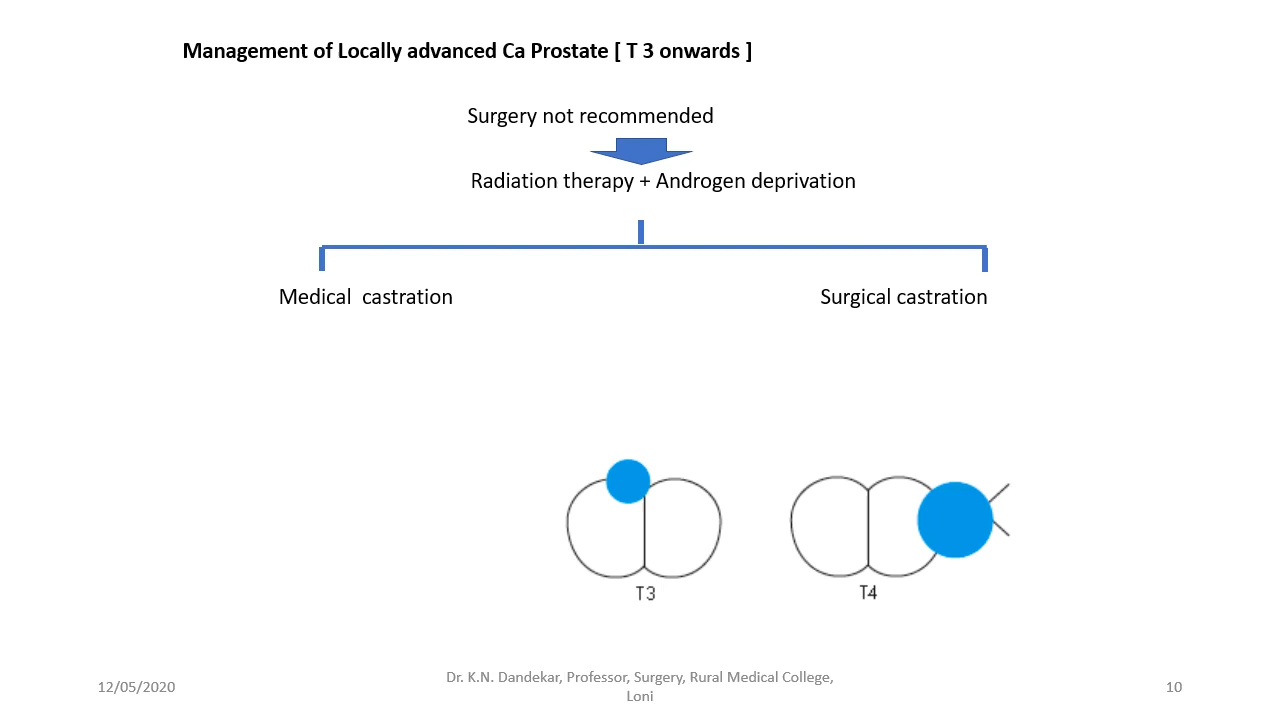 Management of Locally advanced Ca Prostate [ T 3 onwards ]
Surgery not recommended
Radiation therapy + Androgen deprivation
Medical  castration
Surgical castration
T3
T4
12/05/2020
Dr. K.N. Dandekar, Professor, Surgery, Rural Medical College,
Loni
10